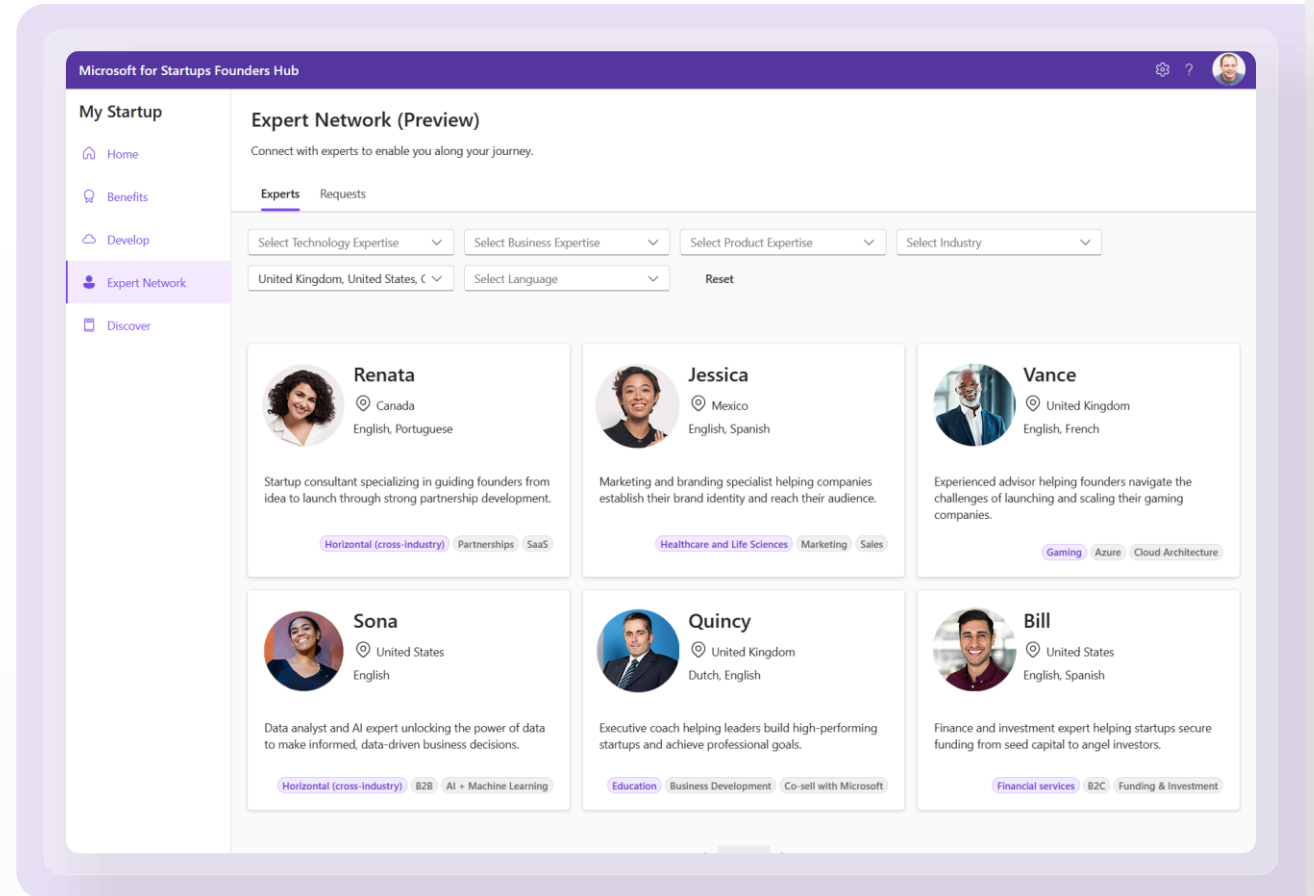 Microsoft for Startups Founders Hub
?
My Startup
Home
Benefits
Develop
Expert Network
Discover
Expert Network (Preview)
Connect with experts to enable you along your journey.
Experts
Requests
Select Technology Expertise
Select Business Expertise
Select Product Expertise
Select Industry
United Kingdom, United States, (
Select Language
Reset
Renata
Canada
English, Portuguese
Startup consultant specializing in guiding founders from
idea to launch through strong partnership development.
Horizontal (cross-industry) Partnerships SaaS
Jessica
Mexico
English, Spanish
Marketing and branding specialist helping companies
establish their brand identity and reach their audience.
Healthcare and Life Sciences Marketing Sales
Vance
United Kingdom
English, French
Experienced advisor helping founders navigate the
challenges of launching and scaling their gaming
companies.
Gaming Azure Cloud Architecture
Sona
United States
English
Data analyst and AI expert unlocking the power of data
to make informed, data-driven business decisions.
Horizontal (cross-industry) B2B AI + Machine Learning
Quincy
United Kingdom
Dutch, English
Executive coach helping leaders build high-performing
startups and achieve professional goals.
Education Business Development Co-sell with Microsoft
Bill
United States
English, Spanish
Finance and investment expert helping startups secure
funding from seed capital to angel investors.
Financial services B2C Funding & Investment